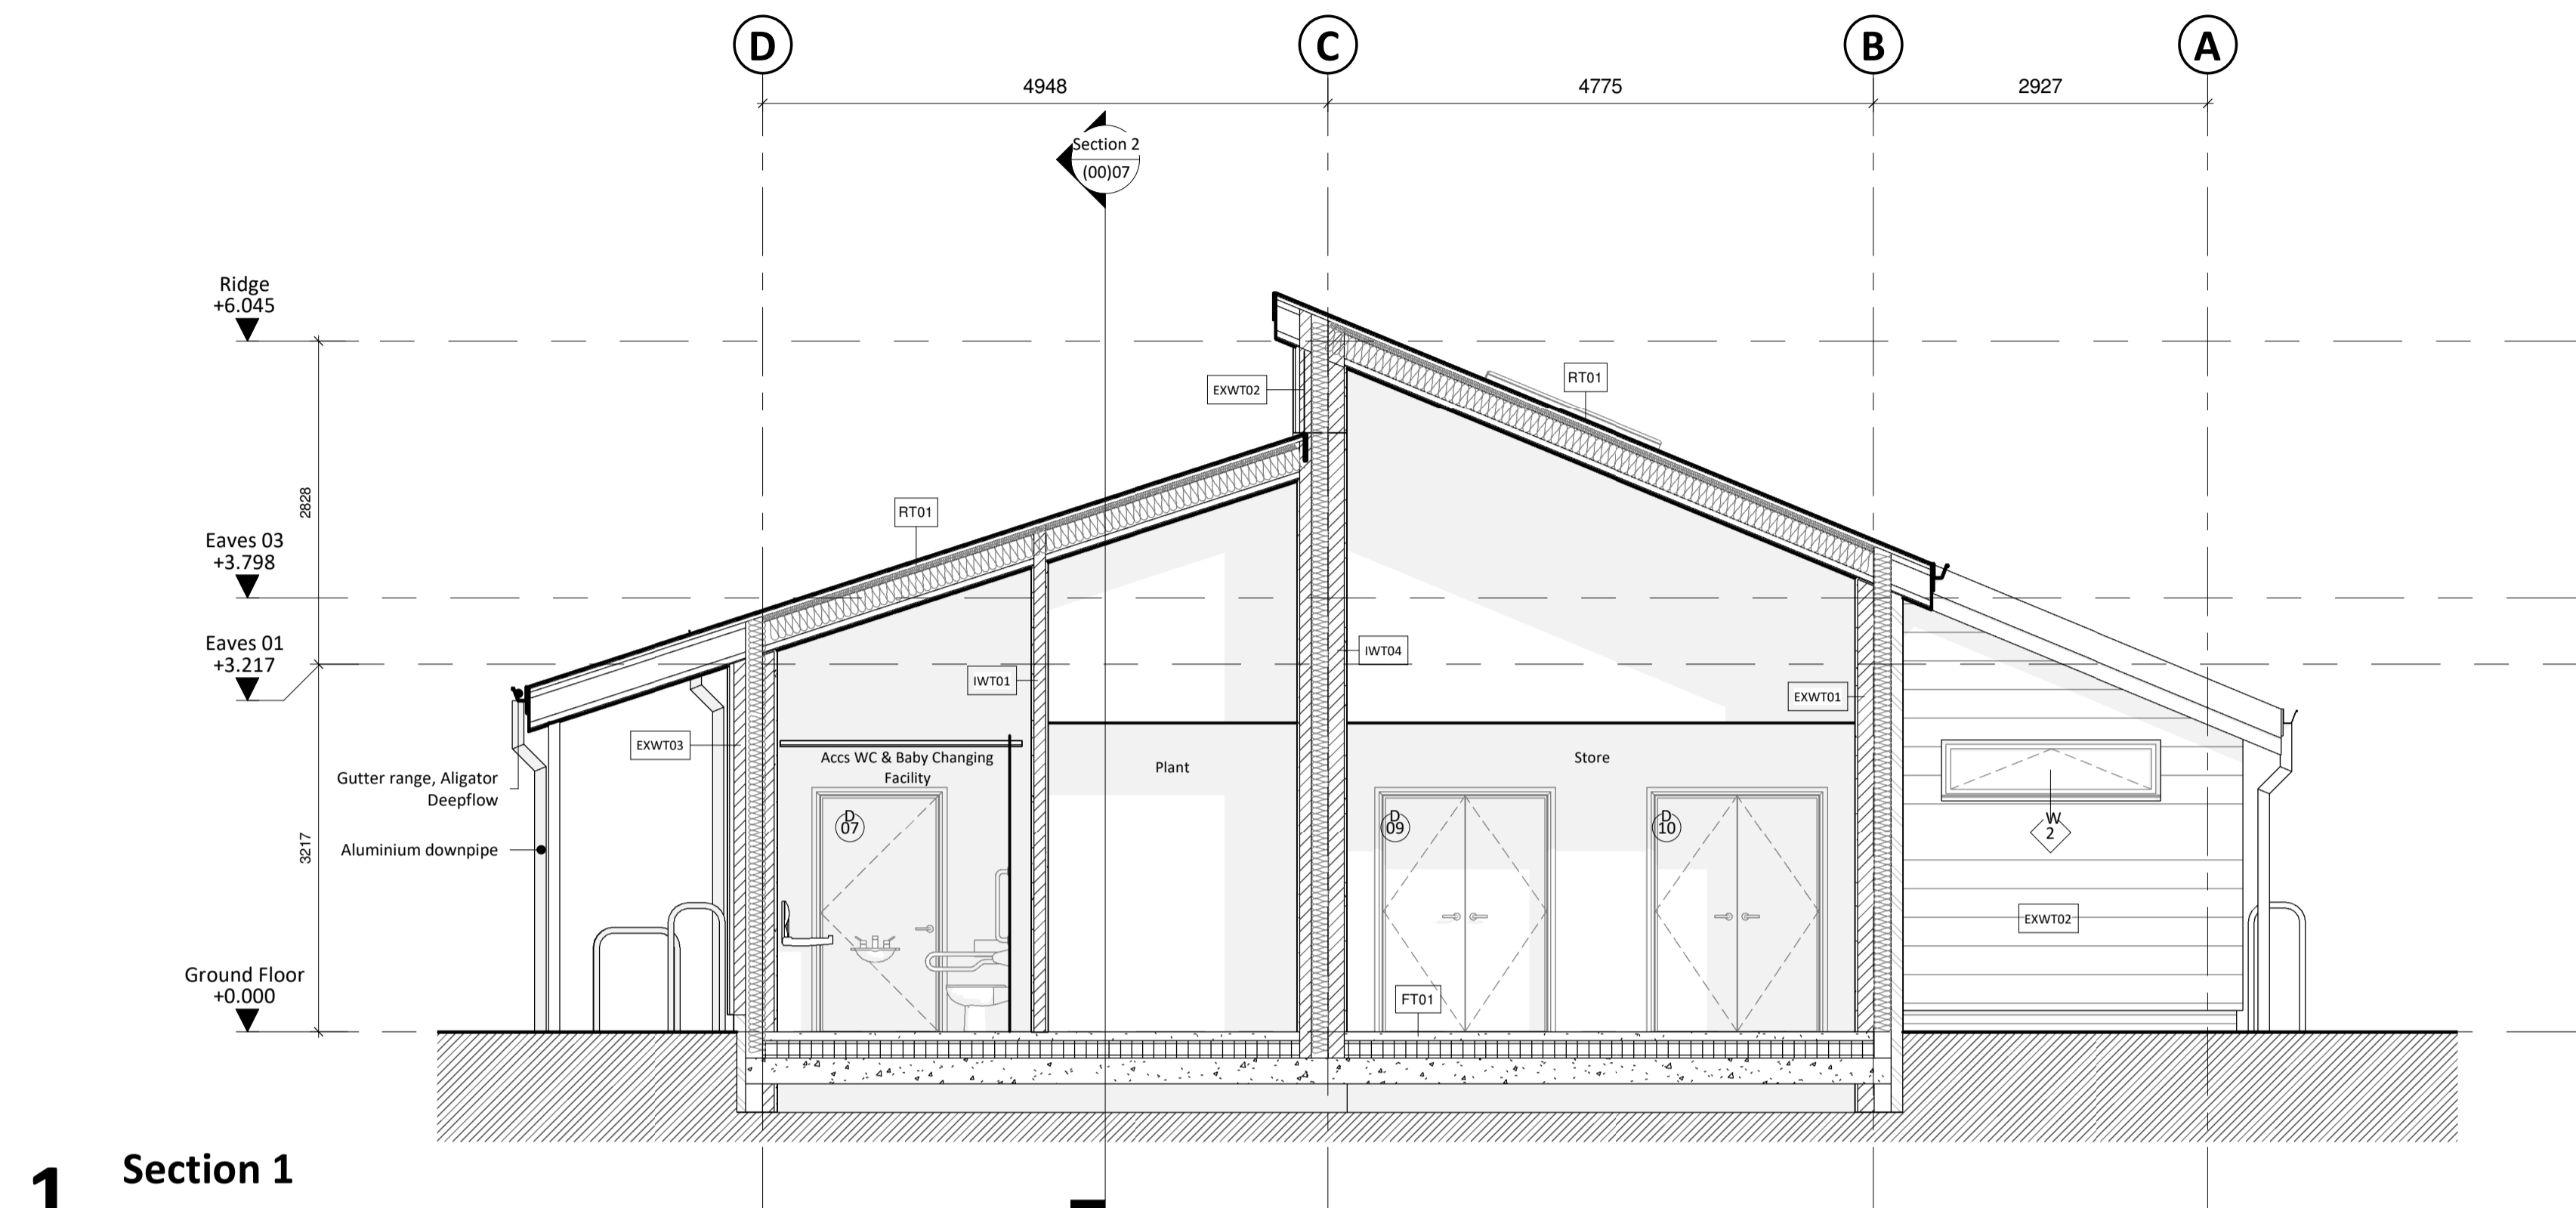 D
C
B
A
4948
4775
2927
Section 2
(00)07
Ridge
+6.045
EXWT02
RT01
2828
RT01
Eaves 03
+3.798
Eaves 01
+3.217
IWT04
IWT01
EXWT01
EXWT03
Accs WC & Baby Changing
Facility
Plant
Store
Gutter range, Aligator
Deepflow
D
07
D
09
D
10
W
2
3217
Aluminium downpipe
EXWT02
Ground Floor
+0.000
FT01
1
Section 1